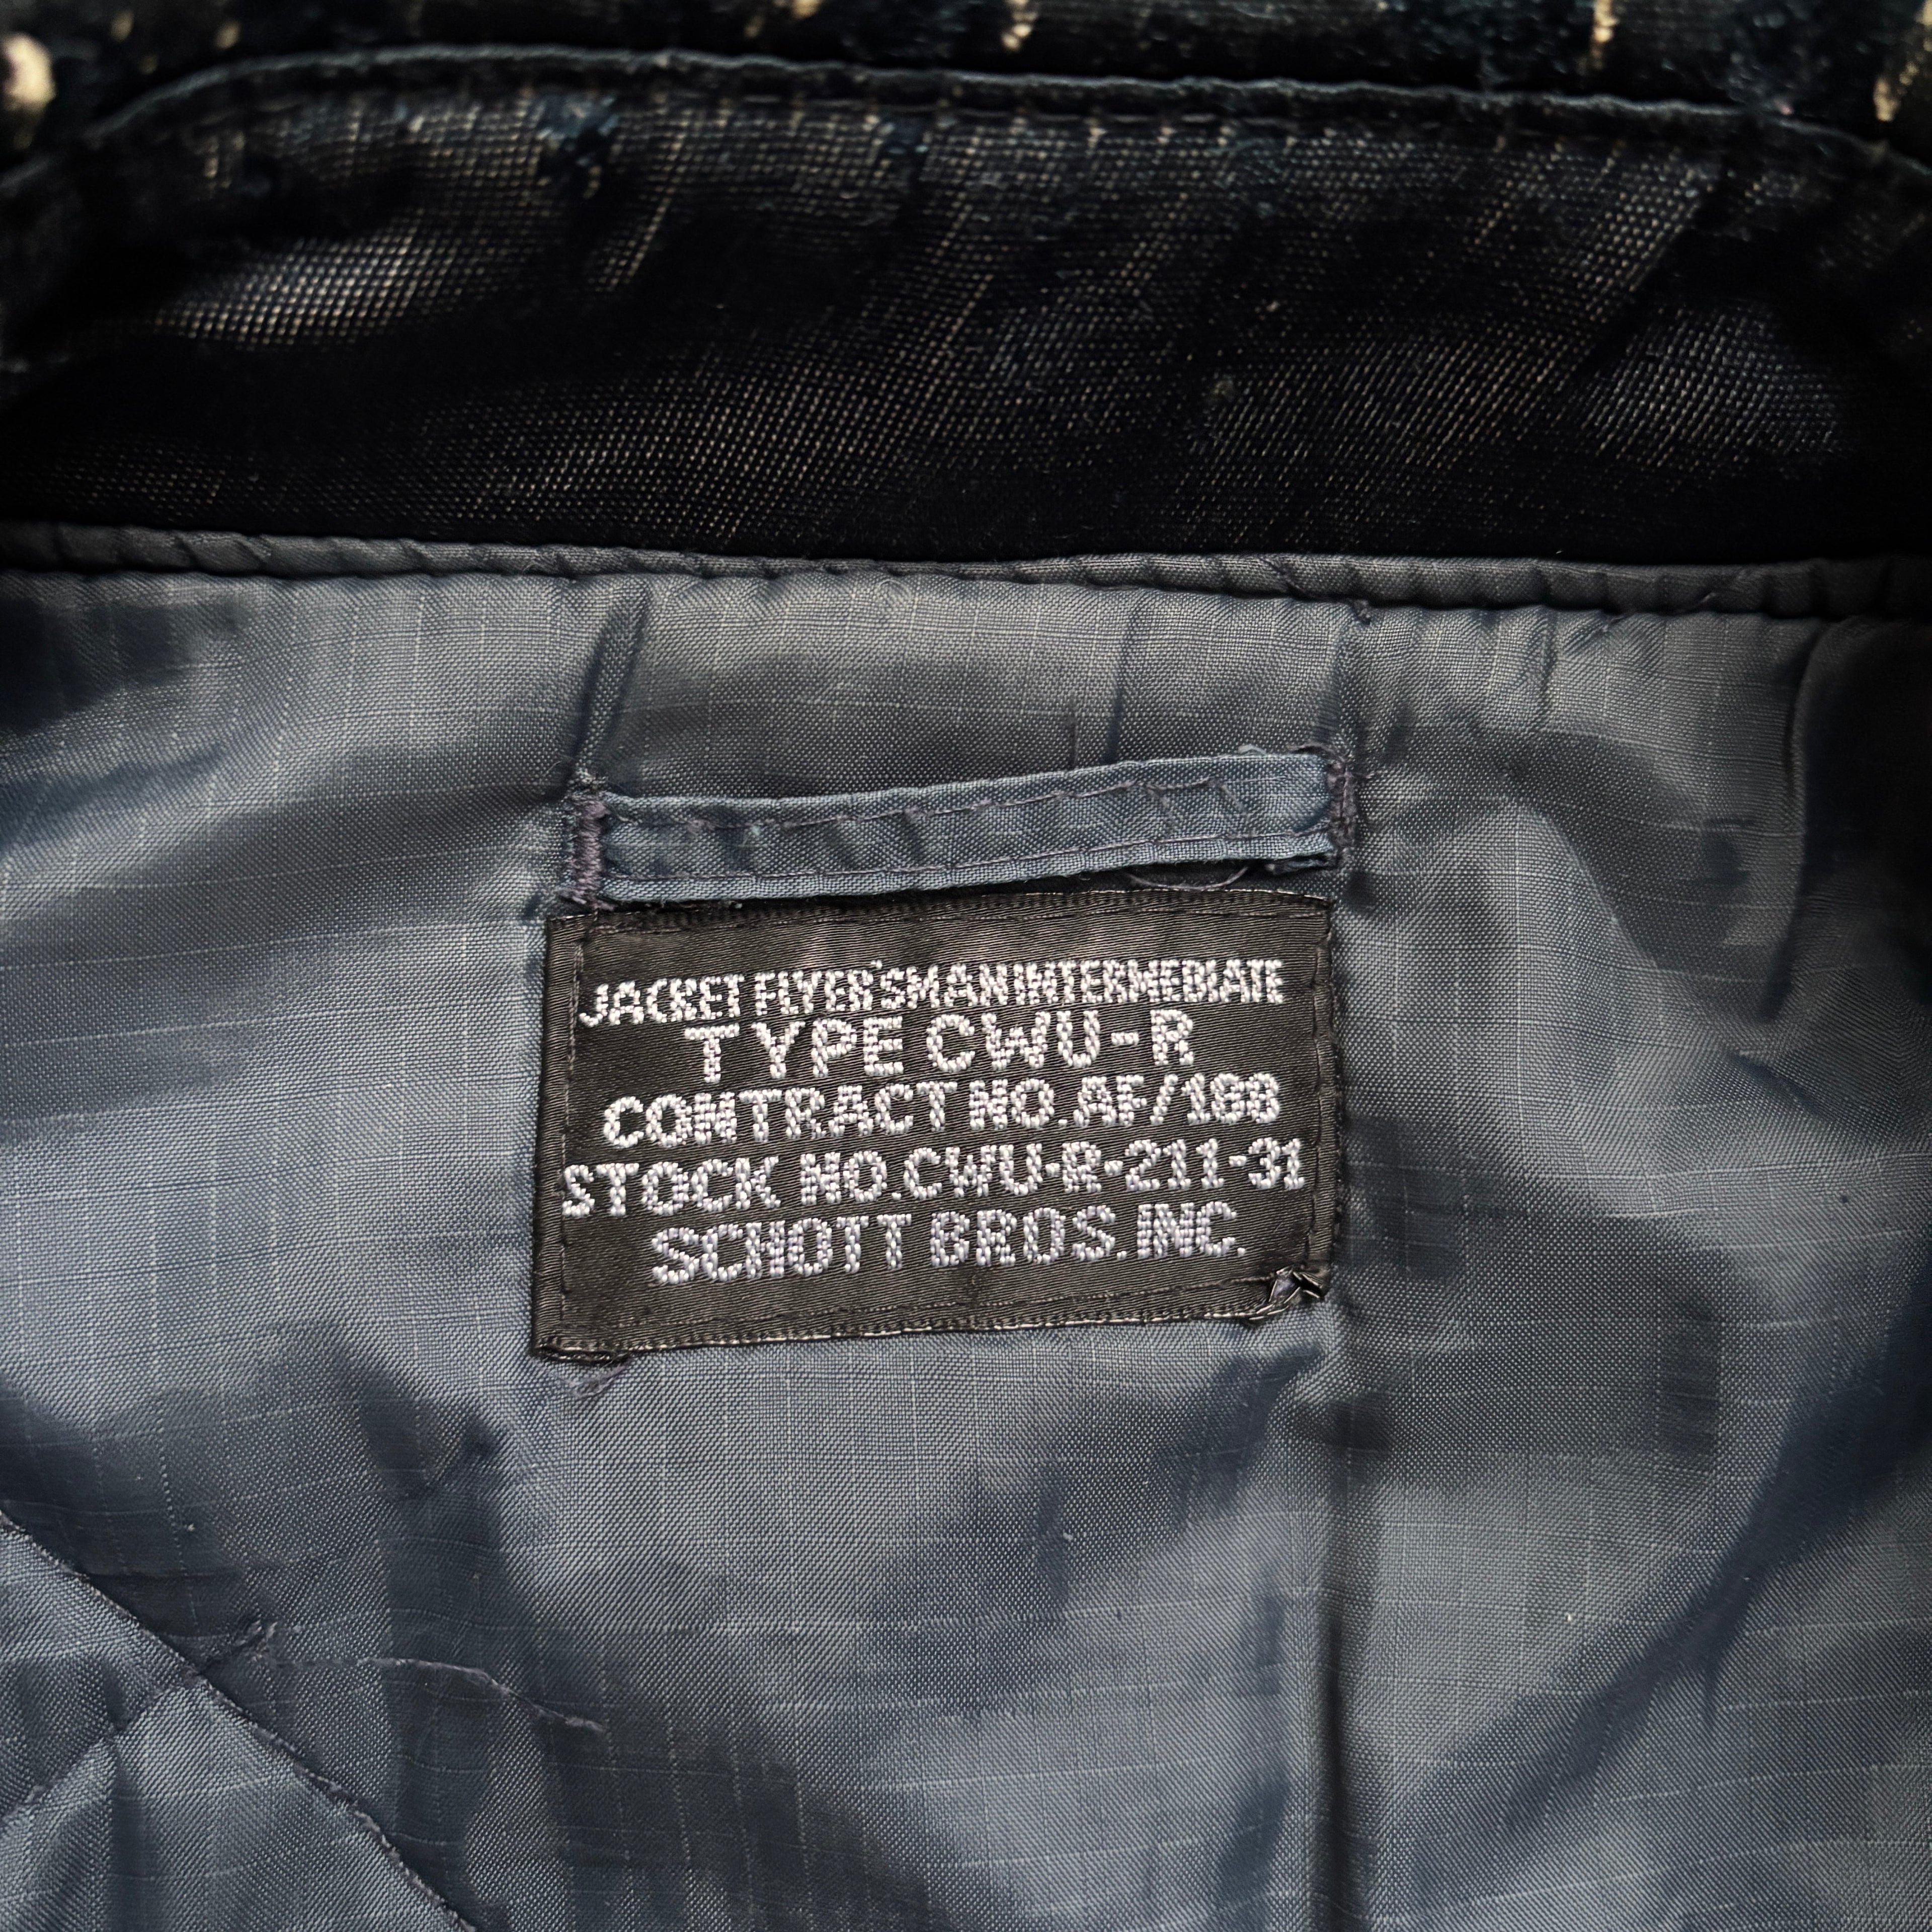 JACKET FLYER'S MAN INTERMEDIATE
TYPE CWU-R
CONTRACT NO. AF/188
STOCK NO. CWU-R-211-31
SCHOTT BROS. INC.